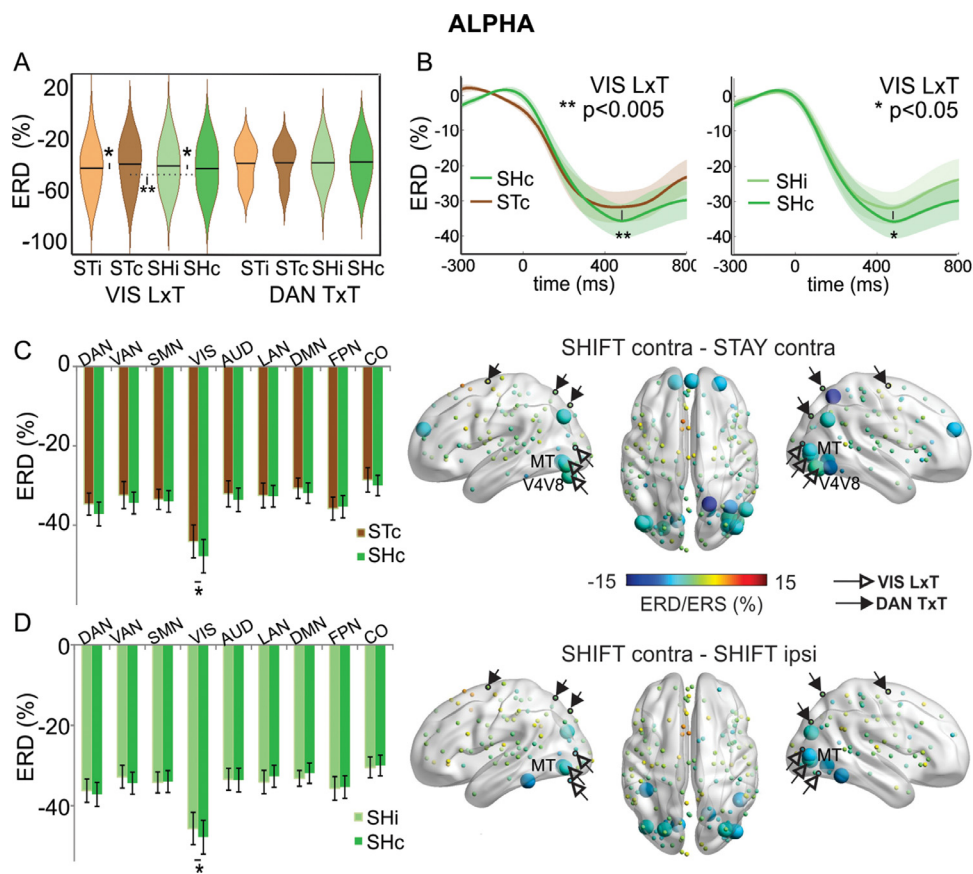 ALPHA
A
20
-20
-60
-100
ERD (%)
*
*
**
STi STc SHi SHc STi STc SHi SHc
VIS LxT DAN TxT
B
VIS LxT
** p<0.005
0
-10
-20
-30
-40
ERD (%)
SHc
STc
**
-300 0 400 800
time (ms)
VIS LxT
* p<0.05
0
-10
-20
-30
-40
SHi
SHc
*
-300 0 400 800
time (ms)
C
DAN VAN SMN VIS AUD LAN DMN FPN CO
0
-20
-40
ERD (%)
STc
SHc
*
SHIFT contra - STAY contra
MT
V4V8
MT
V4V8
-15 15
ERD/ERS (%)
VIS LxT
DAN TxT
D
DAN VAN SMN VIS AUD LAN DMN FPN CO
0
-20
-40
ERD (%)
SHi
SHc
*
SHIFT contra - SHIFT ipsi
MT
MT